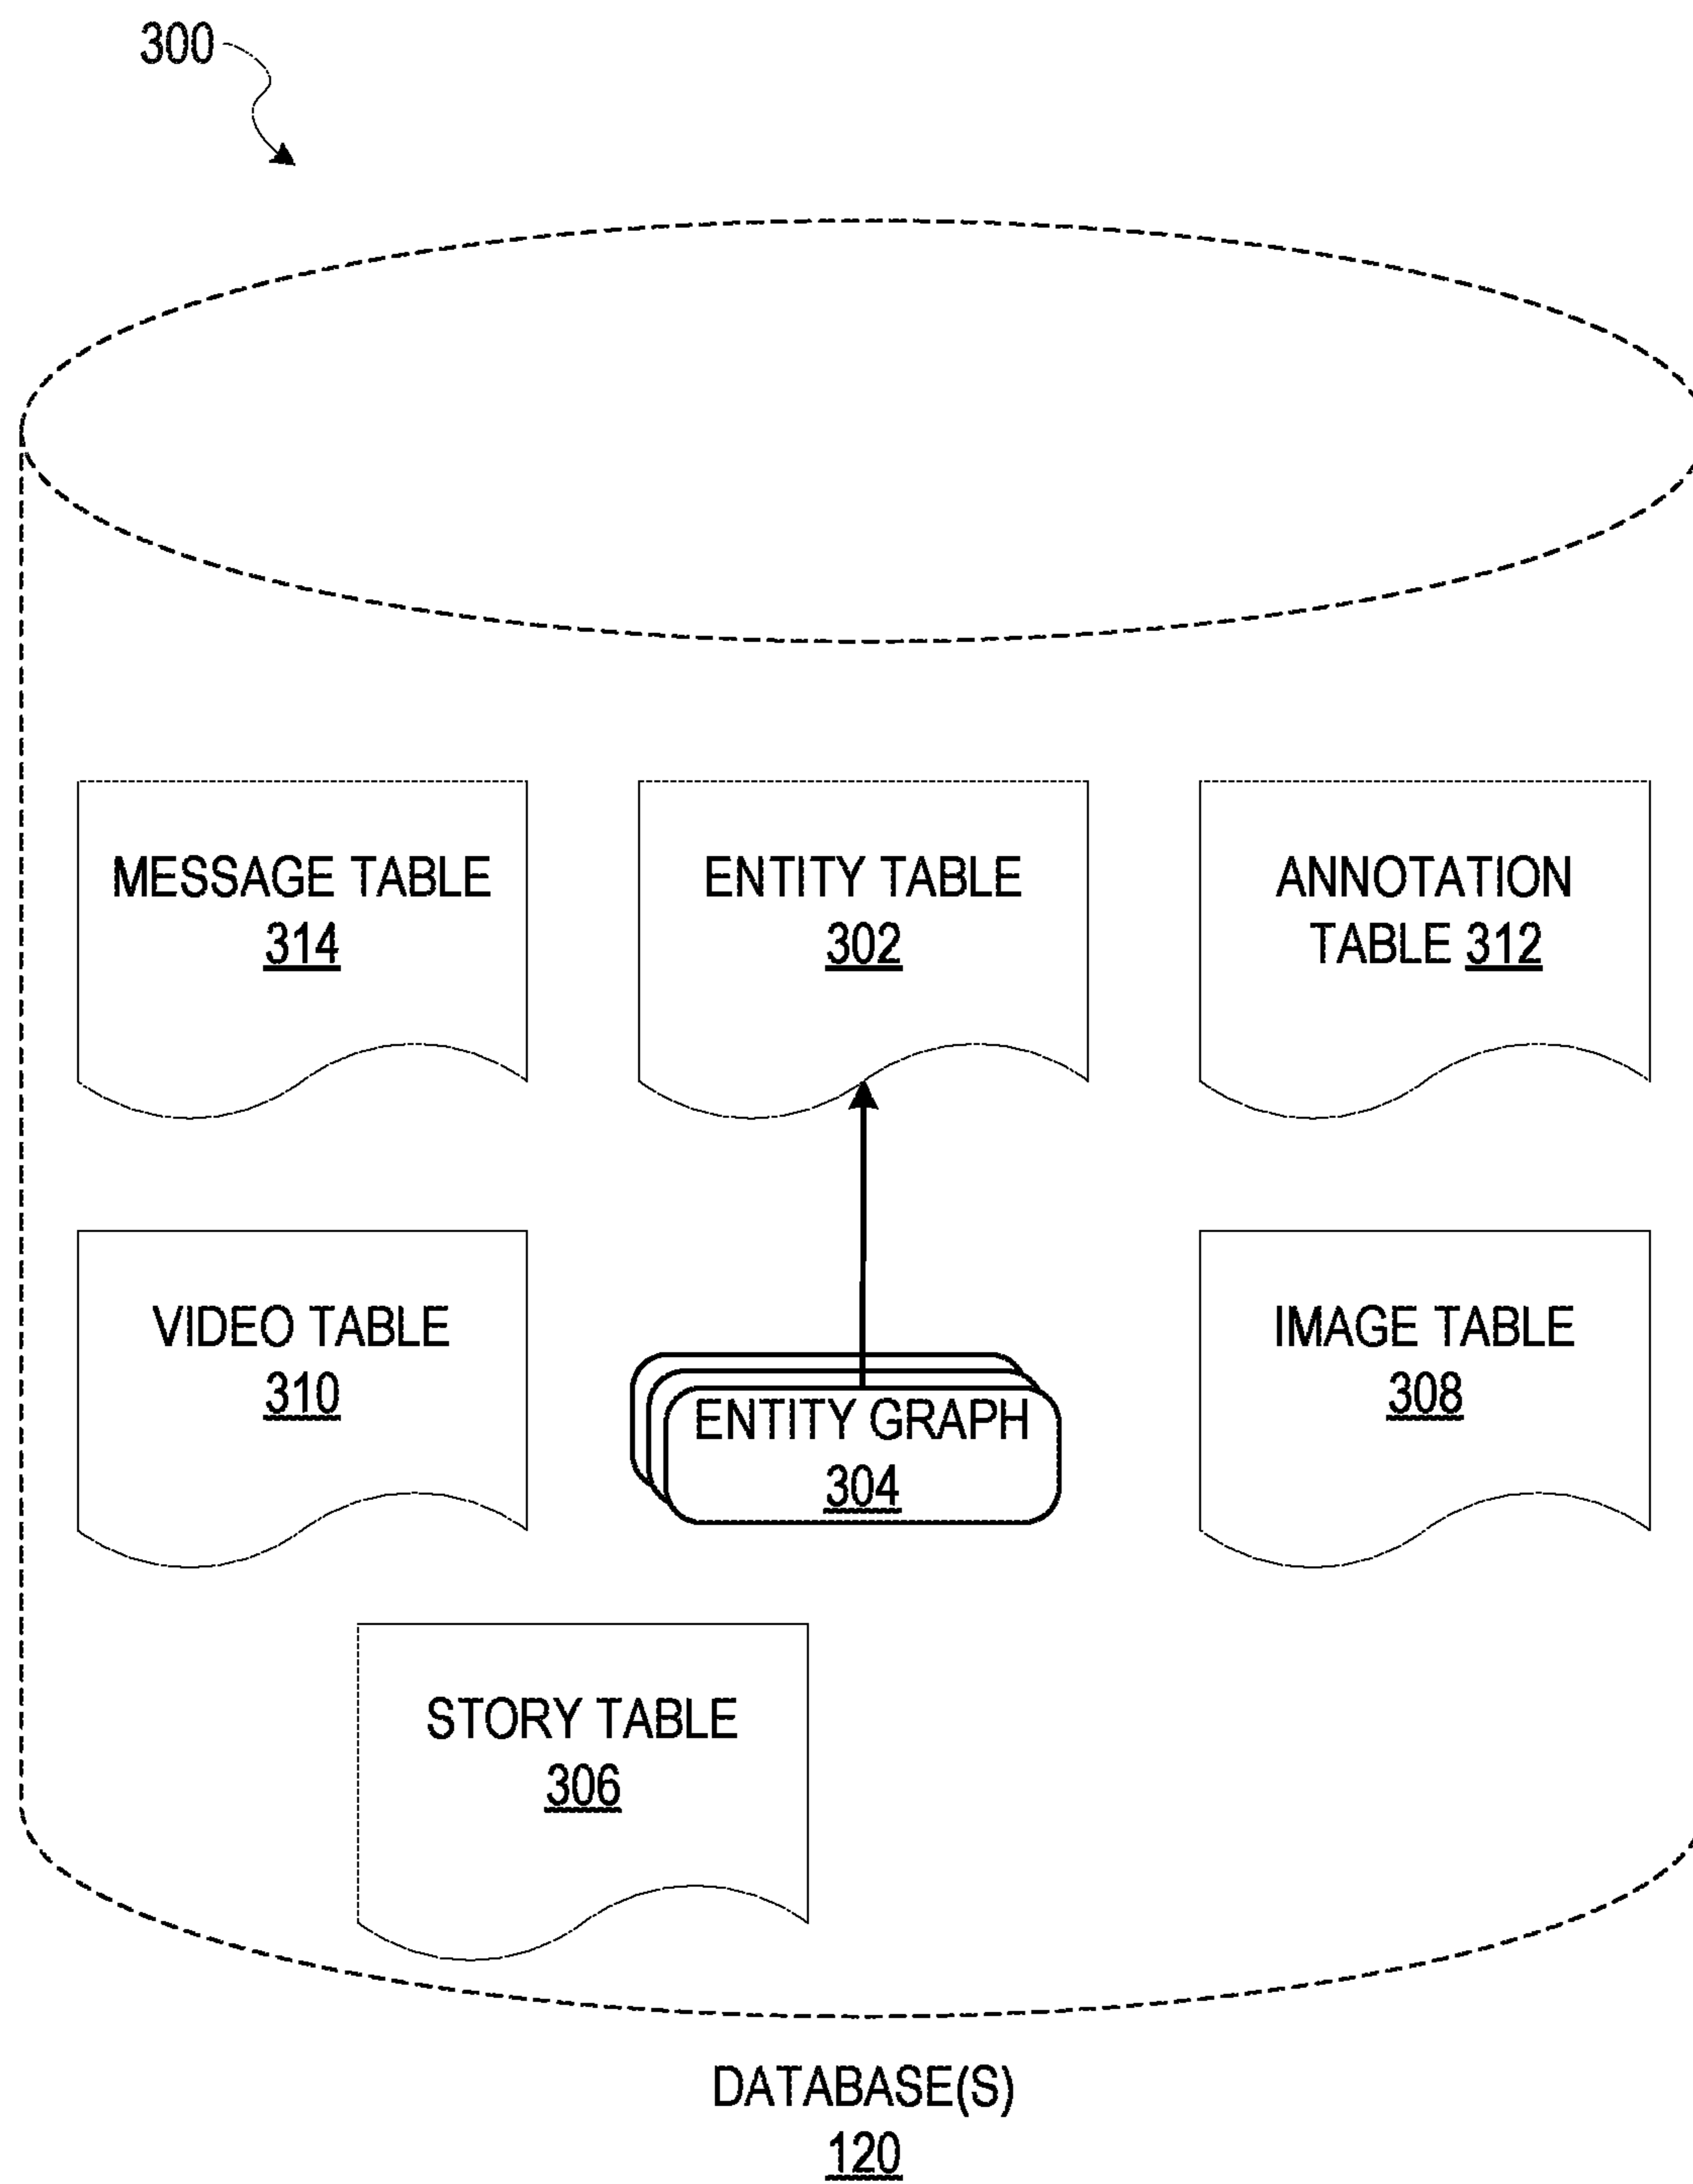 300
MESSAGE TABLE
314
ENTITY TABLE
302
ANNOTATION
TABLE 312
VIDEO TABLE
310
ENTITY GRAPH
304
IMAGE TABLE
308
STORY TABLE
306
DATABASE(S)
120